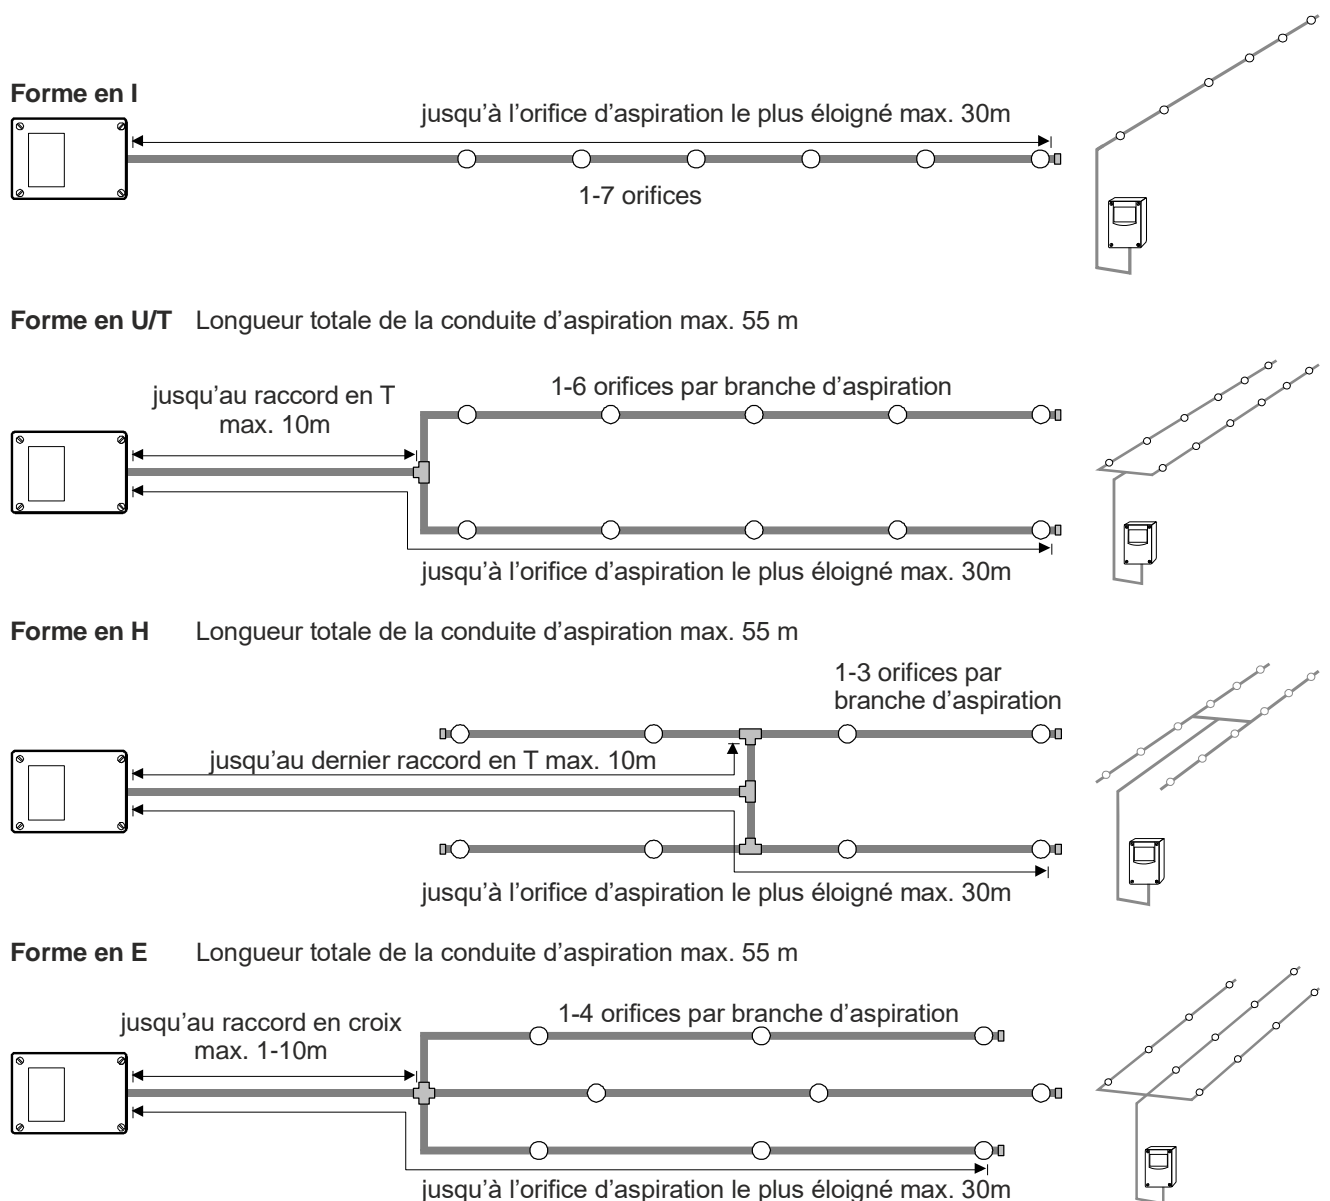 Forme en I
jusqu’à l’orifice d’aspiration le plus éloigné max. 30m
1-7 orifices
Forme en U/T Longueur totale de la conduite d’aspiration max. 55 m
jusqu’au raccord en T
max. 10m
1-6 orifices par branche d’aspiration
jusqu’à l’orifice d’aspiration le plus éloigné max. 30m
Forme en H Longueur totale de la conduite d’aspiration max. 55 m
1-3 orifices par
branche d’aspiration
jusqu’au dernier raccord en T max. 10m
jusqu’à l’orifice d’aspiration le plus éloigné max. 30m
Forme en E Longueur totale de la conduite d’aspiration max. 55 m
jusqu’au raccord en croix
max. 1-10m
1-4 orifices par branche d’aspiration
jusqu’à l’orifice d’aspiration le plus éloigné max. 30m